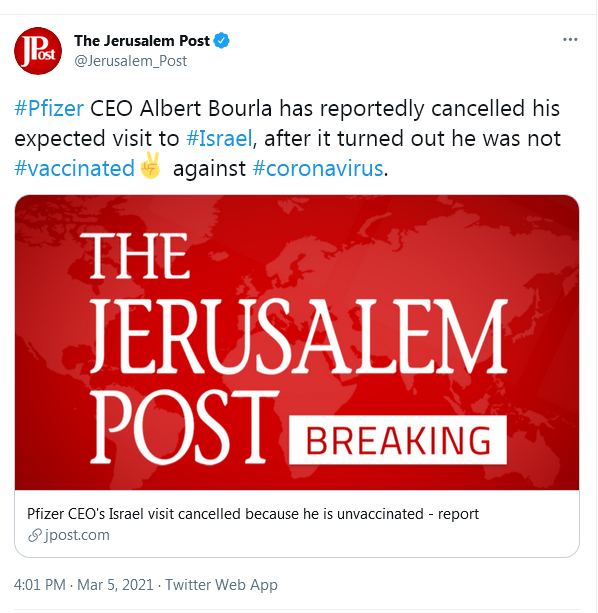 JPost
The Jerusalem Post
@Jerusalem_Post
#Pfizer CEO Albert Bourla has reportedly cancelled his
expected visit to #Israel, after it turned out he was not
#vaccinated✌ against #coronavirus.
THE
JERUSALEM
POST BREAKING
Pfizer CEO's Israel visit cancelled because he is unvaccinated - report
jpost.com
4:01 PM · Mar 5, 2021 · Twitter Web App